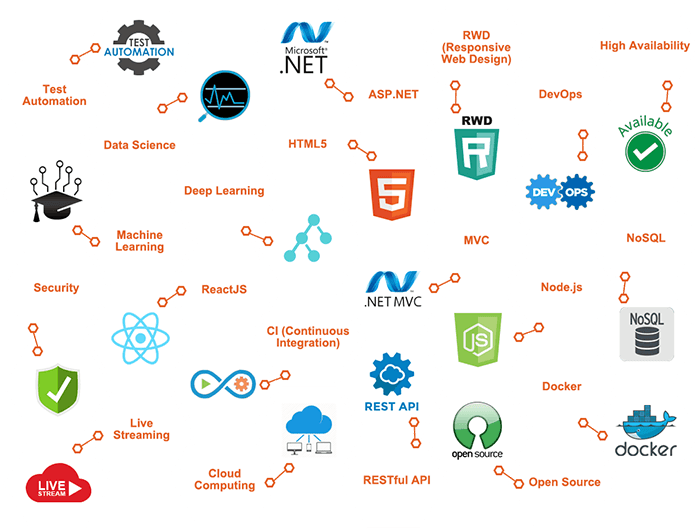 TEST
AUTOMATION
Test
Automation
Microsoft®
.NET
ASP.NET
RWD
(Responsive
Web Design)
High Availability
DevOps
Available
Data Science
HTML5
RWD
R
5
DEV OPS
Deep Learning
Machine
Learning
MVC
NoSQL
Security
ReactJS
.NET MVC
Node.js
NoSQL
JS
CI (Continuous
Integration)
REST API
Docker
Live
Streaming
open source
docker
Cloud
Computing
RESTful API
Open Source
LIVE
STREAM